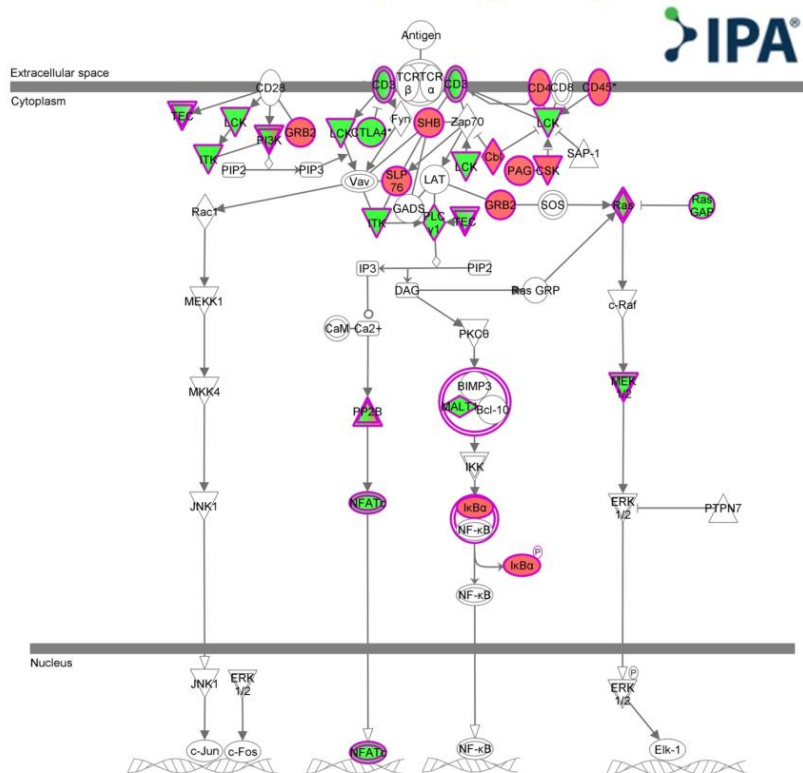 IPA®
Antigen
Extracellular space
Cytoplasm
CD28
CD3
TCR
β
TCR
α
CD3
CD4
CD8
CD45*
TEC
LCK
PI3K
GRB2
LCK
CTLA4*
Fyn
SHB
Zap70
LCK
ITK
PIP2
PIP3
LCK
Cbl
PAG
CSK
SAP-1
Vav
SLP
76
LAT
Rac1
GADS
ITK
PLC
γ1
TEC
GRB2
SOS
Ras
Ras
GAP
IP3
PIP2
DAG
Ras GRP
MEKK1
CaM
Ca2+
PKCθ
c-Raf
BIMP3
MALT1
Bcl-10
MKK4
PP2B
MEK
1/2
IKK
JNK1
NFATc
IκBα
NF-κB
ERK
1/2
PTPN7
P
IκBα
NF-κB
Nucleus
JNK1
ERK
1/2
P
ERK
1/2
c-Jun
c-Fos
NFATc
NF-κB
Elk-1